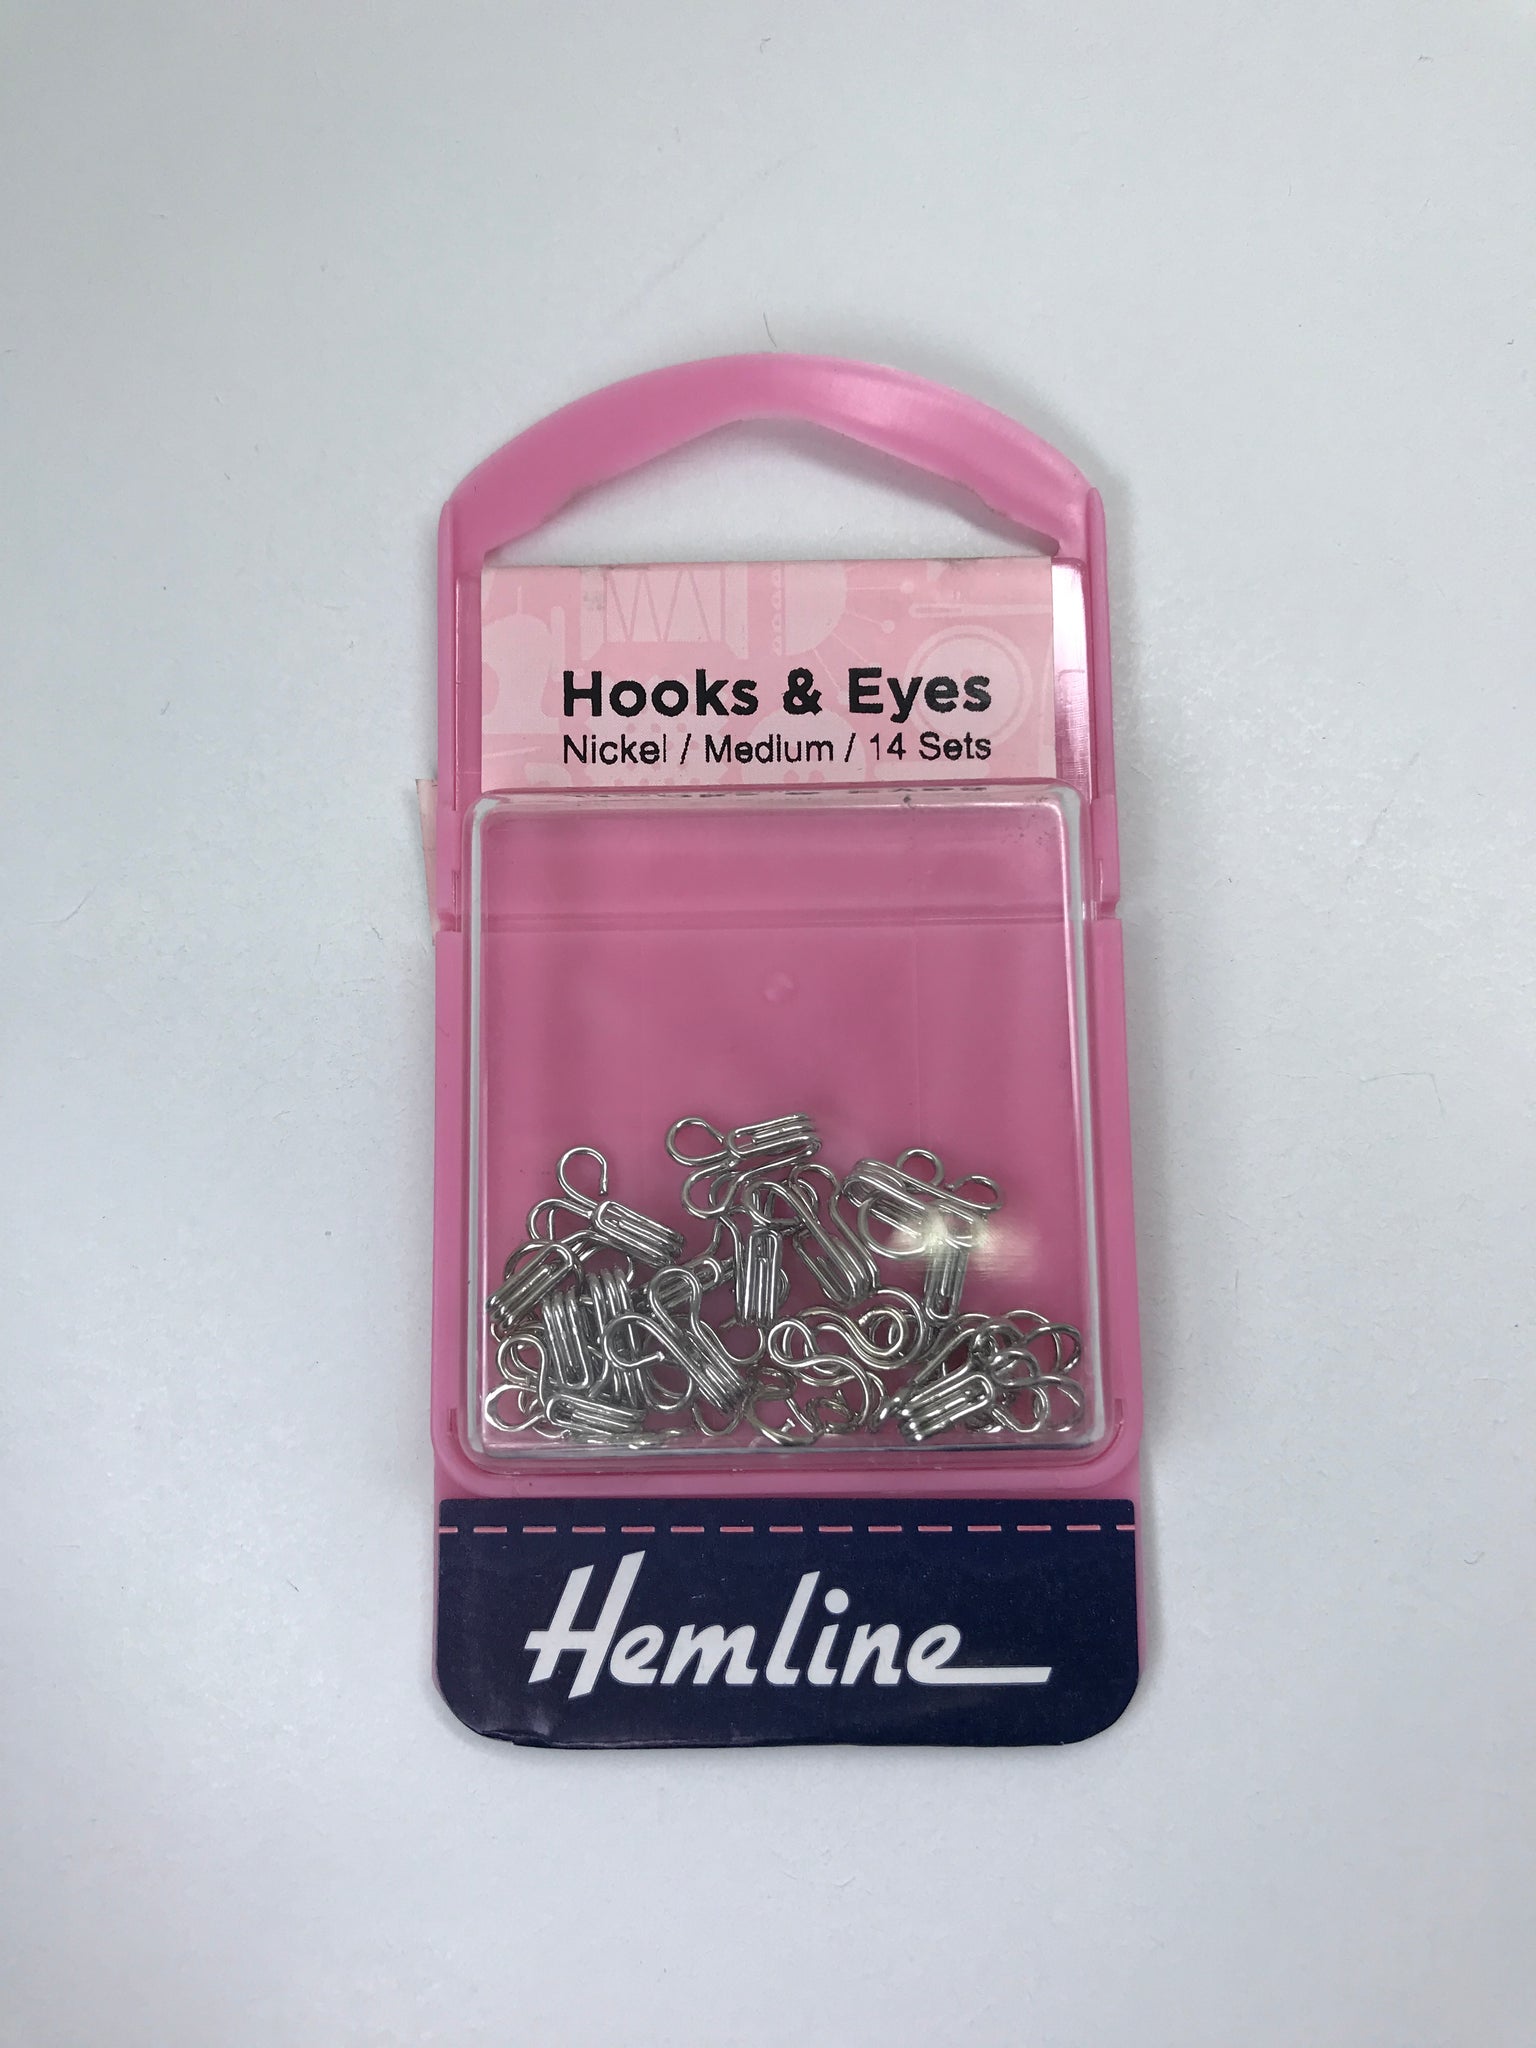 Hooks & Eyes
Nickel / Medium / 14 Sets
Hemline